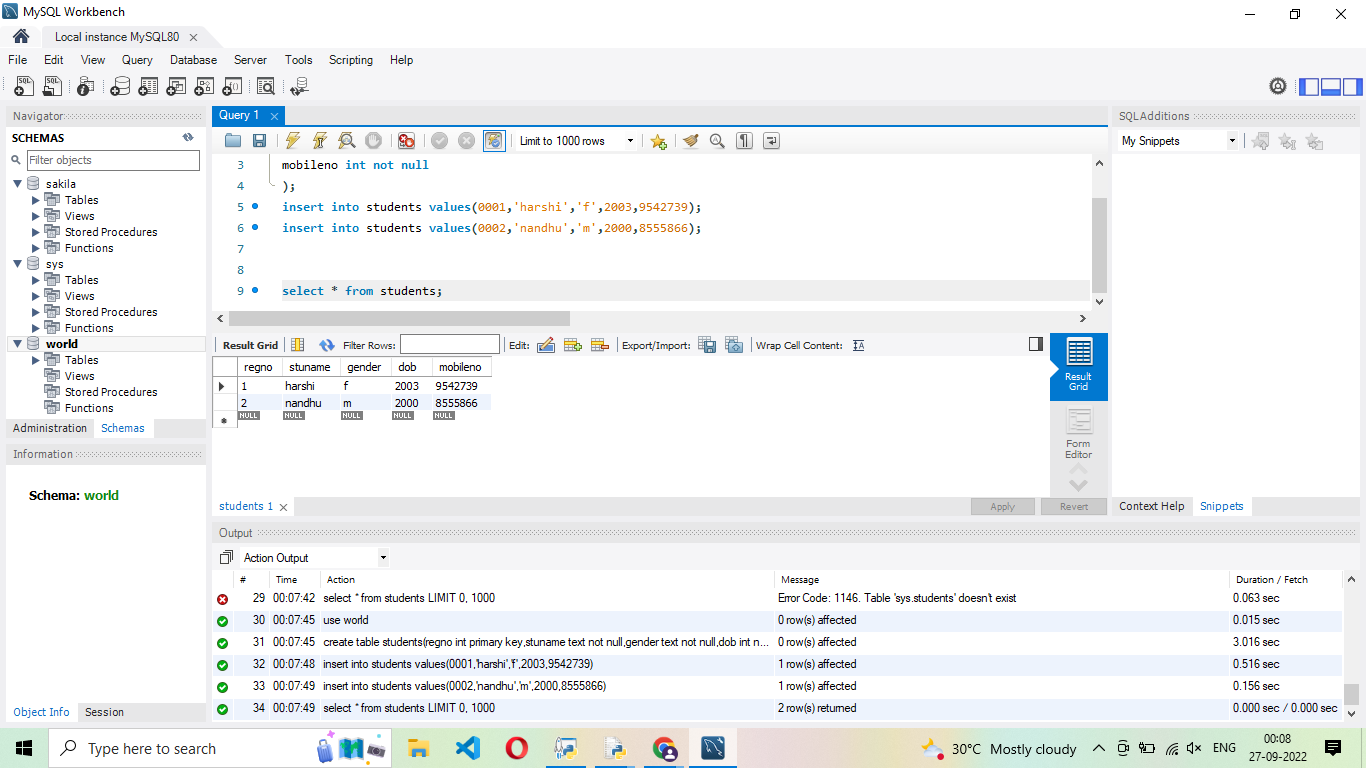 MySQL Workbench
Local instance MySQL80
File Edit View Query Database Server Tools Scripting Help
Navigator
SCHEMAS
Filter objects
sakila
Tables
Views
Stored Procedures
Functions
sys
Tables
Views
Stored Procedures
Functions
world
Tables
Views
Stored Procedures
Functions
Administration Schemas
Information
Schema: world
Object Info Session
Query 1
Limit to 1000 rows
3 mobileno int not null
4 );
5 insert into students values(0001,'harshi','f',2003,9542739);
6 insert into students values(0002,'nandhu','m',2000,8555866);
7
8
9 select * from students;
Result Grid Filter Rows: Edit: Export/Import: Wrap Cell Content:
regno stuname gender dob mobileno
1 harshi f 2003 9542739
2 nandhu m 2000 8555866
NULL NULL NULL NULL NULL
Result
Grid
Form
Editor
students 1 Apply Revert
SQLAdditions
My Snippets
Context Help Snippets
Output
Action Output
# Time Action Message Duration / Fetch
29 00:07:42 select * from students LIMIT 0, 1000 Error Code: 1146. Table 'sys.students' doesn't exist 0.063 sec
30 00:07:45 use world 0 row(s) affected 0.015 sec
31 00:07:45 create table students(regno int primary key,stuname text not null,gender text not null,dob int n... 0 row(s) affected 3.016 sec
32 00:07:48 insert into students values(0001,'harshi','f',2003,9542739) 1 row(s) affected 0.516 sec
33 00:07:49 insert into students values(0002,'nandhu','m',2000,8555866) 1 row(s) affected 0.156 sec
34 00:07:49 select * from students LIMIT 0, 1000 2 row(s) returned 0.000 sec / 0.000 sec
Type here to search
30°C Mostly cloudy
ENG
00:08
27-09-2022